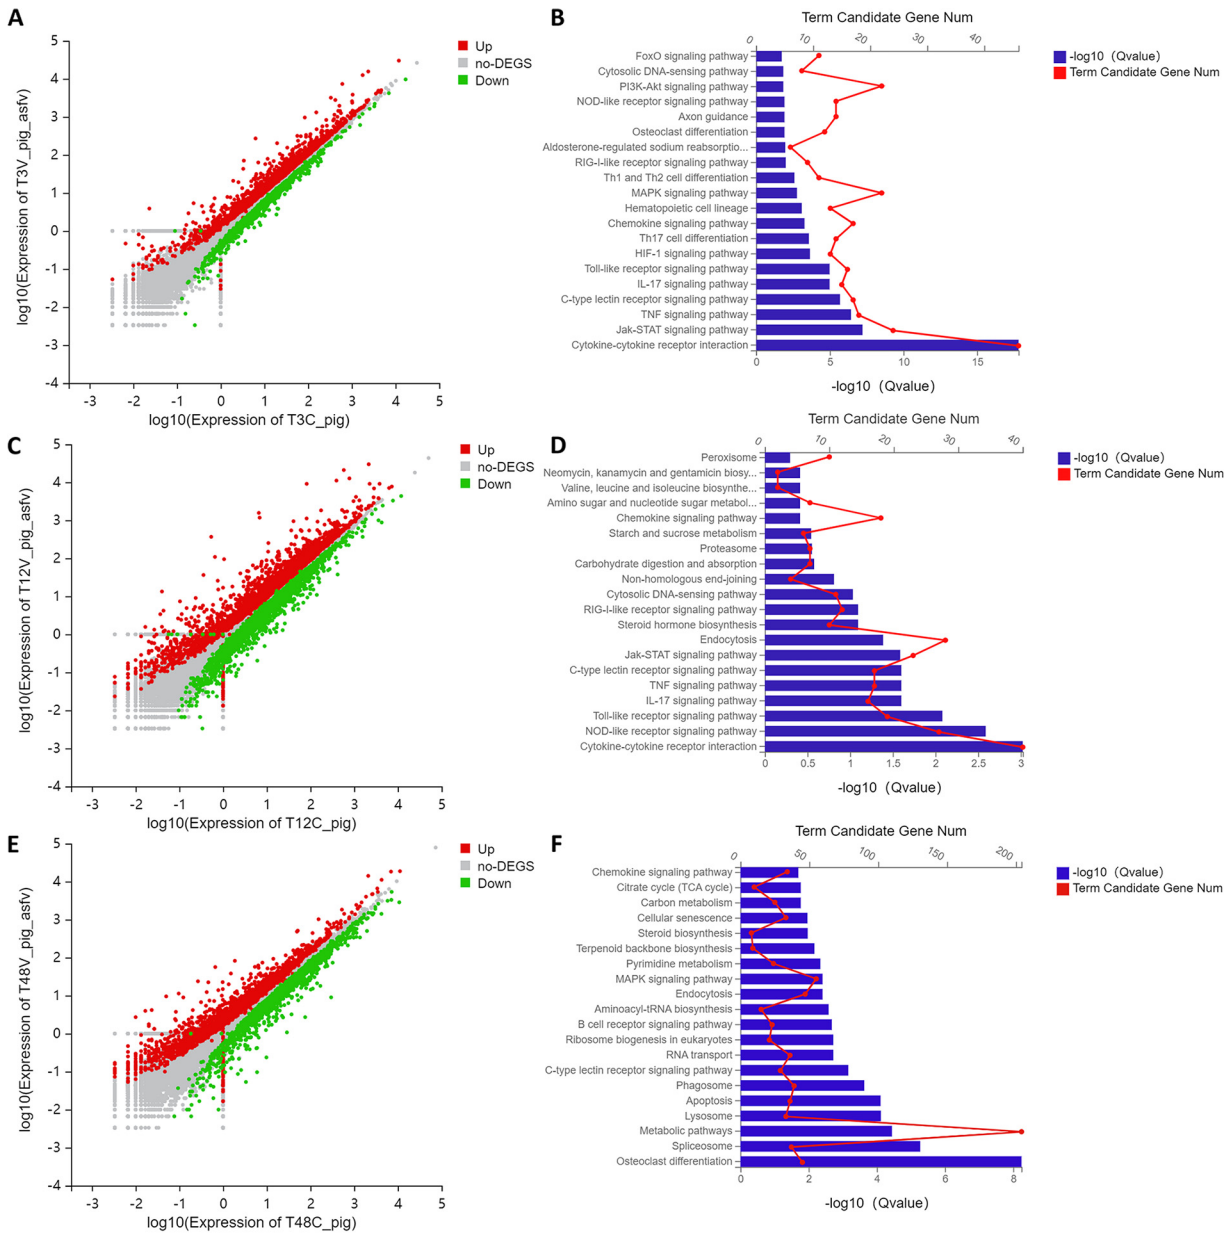 A
5
4
3
2
1
0
-1
-2
-3
-4
log10(Expression of T3V_pig_asfv)
-3 -2 -1 0 1 2 3 4 5
log10(Expression of T3C_pig)
Up
no-DEGS
Down
B
Term Candidate Gene Num
0 10 20 30 40
FoxO signaling pathway
Cytosolic DNA-sensing pathway
PI3K-Akt signaling pathway
NOD-like receptor signaling pathway
Axon guidance
Osteoclast differentiation
Aldosterone-regulated sodium reabsorptio...
RIG-I-like receptor signaling pathway
Th1 and Th2 cell differentiation
MAPK signaling pathway
Hematopoietic cell lineage
Chemokine signaling pathway
Th17 cell differentiation
HIF-1 signaling pathway
Toll-like receptor signaling pathway
IL-17 signaling pathway
C-type lectin receptor signaling pathway
TNF signaling pathway
Jak-STAT signaling pathway
Cytokine-cytokine receptor interaction
0 5 10 15
-log10（Qvalue）
-log10（Qvalue）
Term Candidate Gene Num
C
5
4
3
2
1
0
-1
-2
-3
-4
log10(Expression of T12V_pig_asfv)
-3 -2 -1 0 1 2 3 4 5
log10(Expression of T12C_pig)
Up
no-DEGS
Down
D
Term Candidate Gene Num
0 10 20 30 40
Peroxisome
Neomycin, kanamycin and gentamicin biosy...
Valine, leucine and isoleucine biosynthe...
Amino sugar and nucleotide sugar metabol...
Chemokine signaling pathway
Starch and sucrose metabolism
Proteasome
Carbohydrate digestion and absorption
Non-homologous end-joining
Cytosolic DNA-sensing pathway
RIG-I-like receptor signaling pathway
Steroid hormone biosynthesis
Endocytosis
Jak-STAT signaling pathway
C-type lectin receptor signaling pathway
TNF signaling pathway
IL-17 signaling pathway
Toll-like receptor signaling pathway
NOD-like receptor signaling pathway
Cytokine-cytokine receptor interaction
0 0.5 1 1.5 2 2.5 3
-log10（Qvalue）
-log10（Qvalue）
Term Candidate Gene Num
E
5
4
3
2
1
0
-1
-2
-3
-4
log10(Expression of T48V_pig_asfv)
-3 -2 -1 0 1 2 3 4 5
log10(Expression of T48C_pig)
Up
no-DEGS
Down
F
Term Candidate Gene Num
0 50 100 150 200
Chemokine signaling pathway
Citrate cycle (TCA cycle)
Carbon metabolism
Cellular senescence
Steroid biosynthesis
Terpenoid backbone biosynthesis
Pyrimidine metabolism
MAPK signaling pathway
Endocytosis
Aminoacyl-tRNA biosynthesis
B cell receptor signaling pathway
Ribosome biogenesis in eukaryotes
RNA transport
C-type lectin receptor signaling pathway
Phagosome
Apoptosis
Lysosome
Metabolic pathways
Spliceosome
Osteoclast differentiation
0 2 4 6 8
-log10（Qvalue）
-log10（Qvalue）
Term Candidate Gene Num